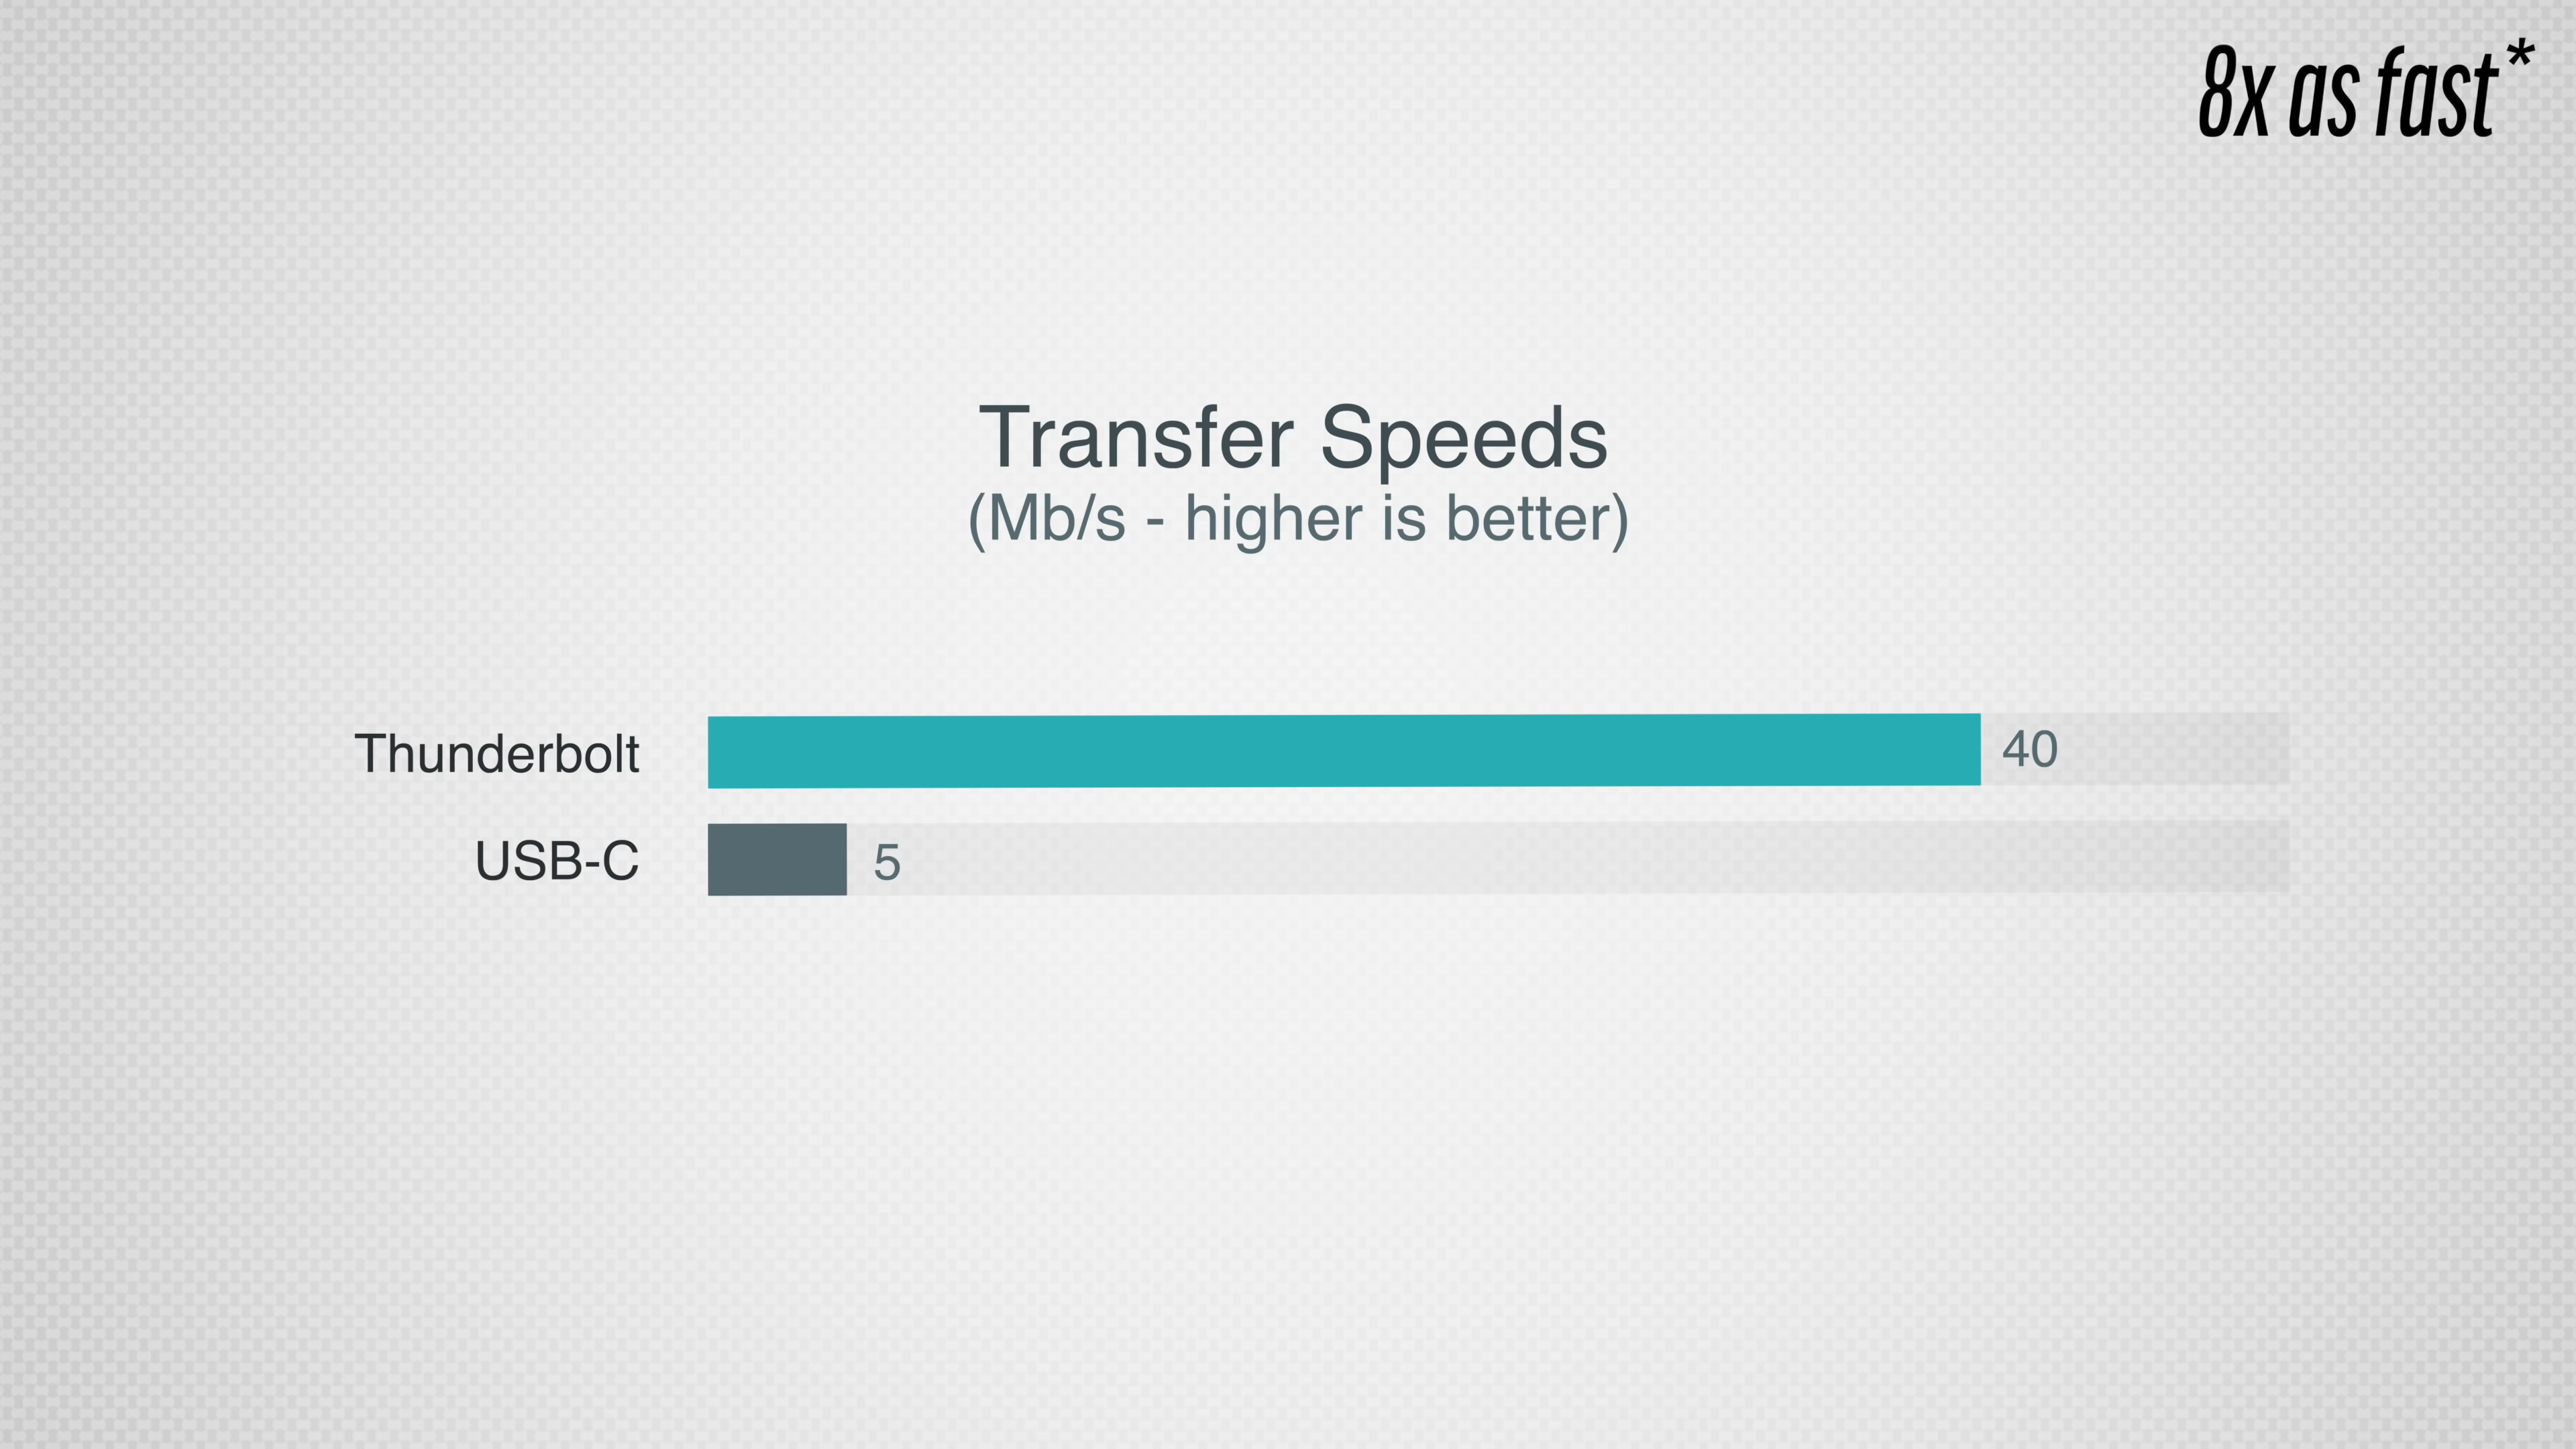 8x as fast*
Transfer Speeds
(Mb/s - higher is better)
Thunderbolt 40
USB-C 5